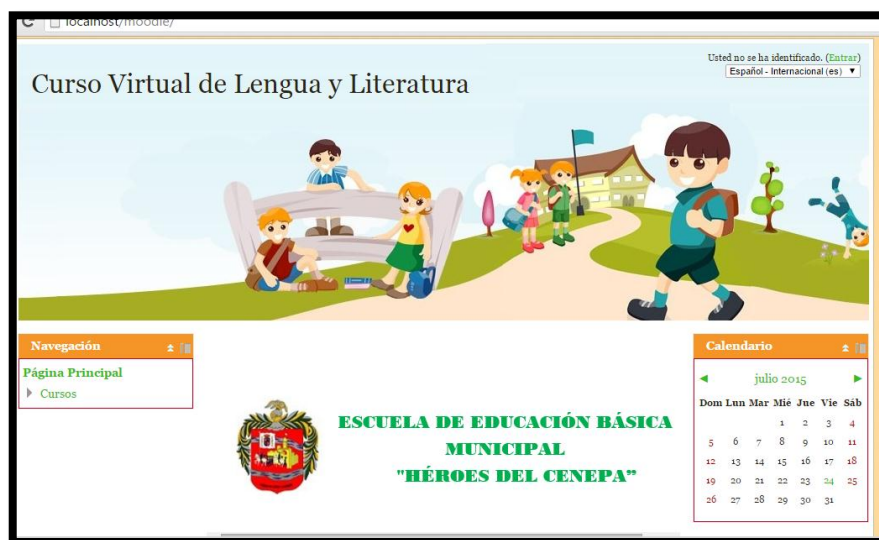 localhost/moodle/
Usted no se ha identificado. (Entrar)
Español - Internacional (es) ▼
Curso Virtual de Lengua y Literatura
Navegación
Página Principal
Cursos
ESCUELA DE EDUCACIÓN BÁSICA
MUNICIPAL
"HÉROES DEL CENEPA”
Calendario
◄ julio 2015 ►
Dom Lun Mar Mié Jue Vie Sáb
1 2 3 4
5 6 7 8 9 10 11
12 13 14 15 16 17 18
19 20 21 22 23 24 25
26 27 28 29 30 31